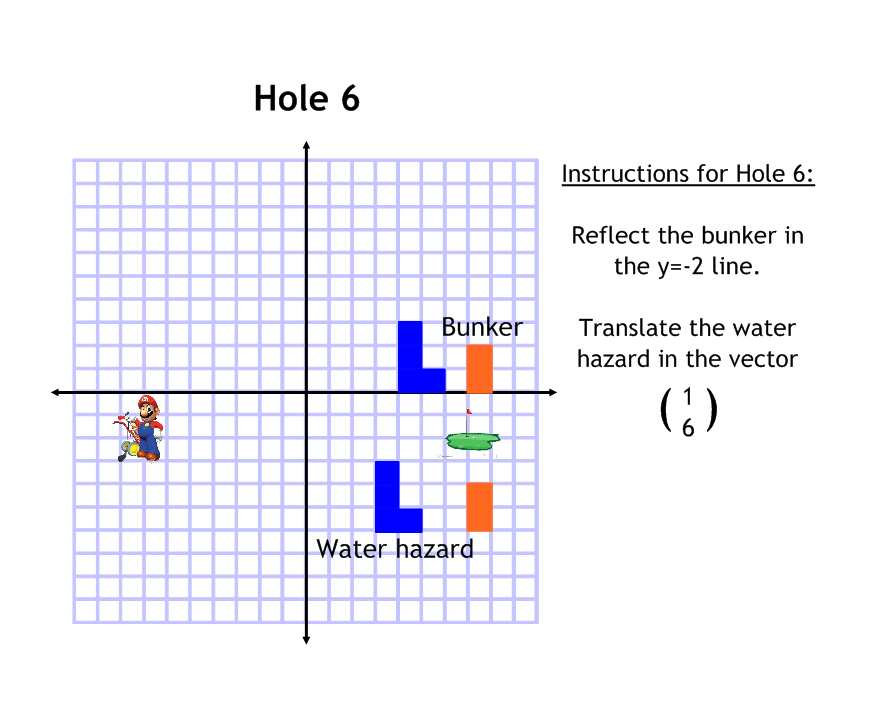 Hole 6
Instructions for Hole 6:
Reflect the bunker in
the y=-2 line.
Bunker
Translate the water
hazard in the vector
( 1
6 )
Water hazard